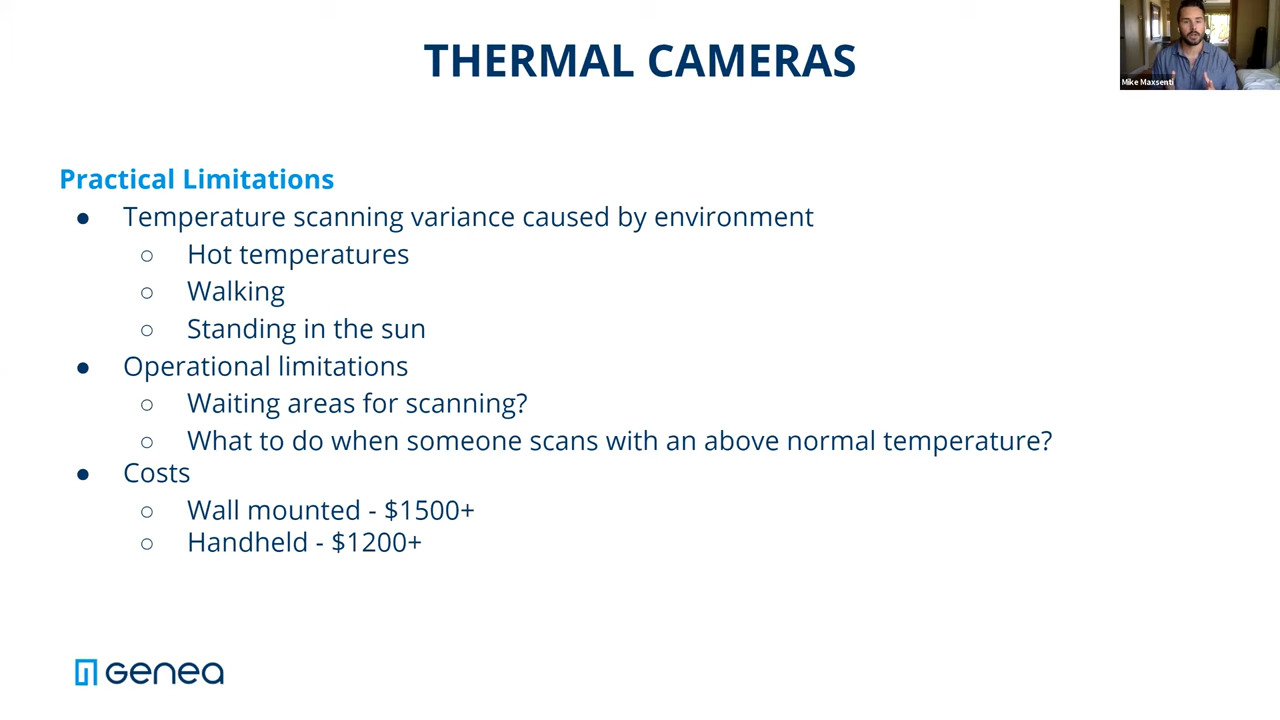 THERMAL CAMERAS
Mike Maxsenti
Practical Limitations
● Temperature scanning variance caused by environment
○ Hot temperatures
○ Walking
○ Standing in the sun
● Operational limitations
○ Waiting areas for scanning?
○ What to do when someone scans with an above normal temperature?
● Costs
○ Wall mounted - $1500+
○ Handheld - $1200+
Genea